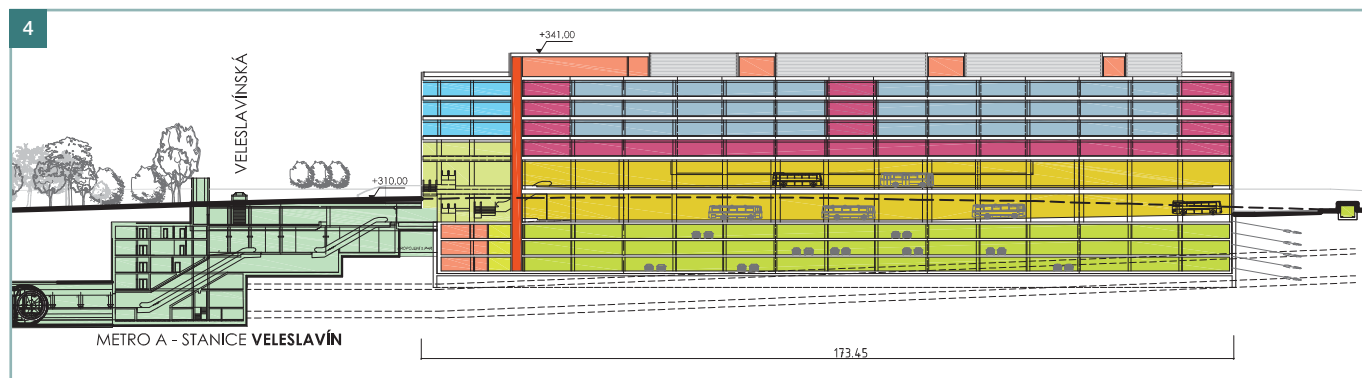 4
+341,00
VELESLAVÍNSKÁ
+310,00
METRO A - STANICE VELESLAVÍN
173.45